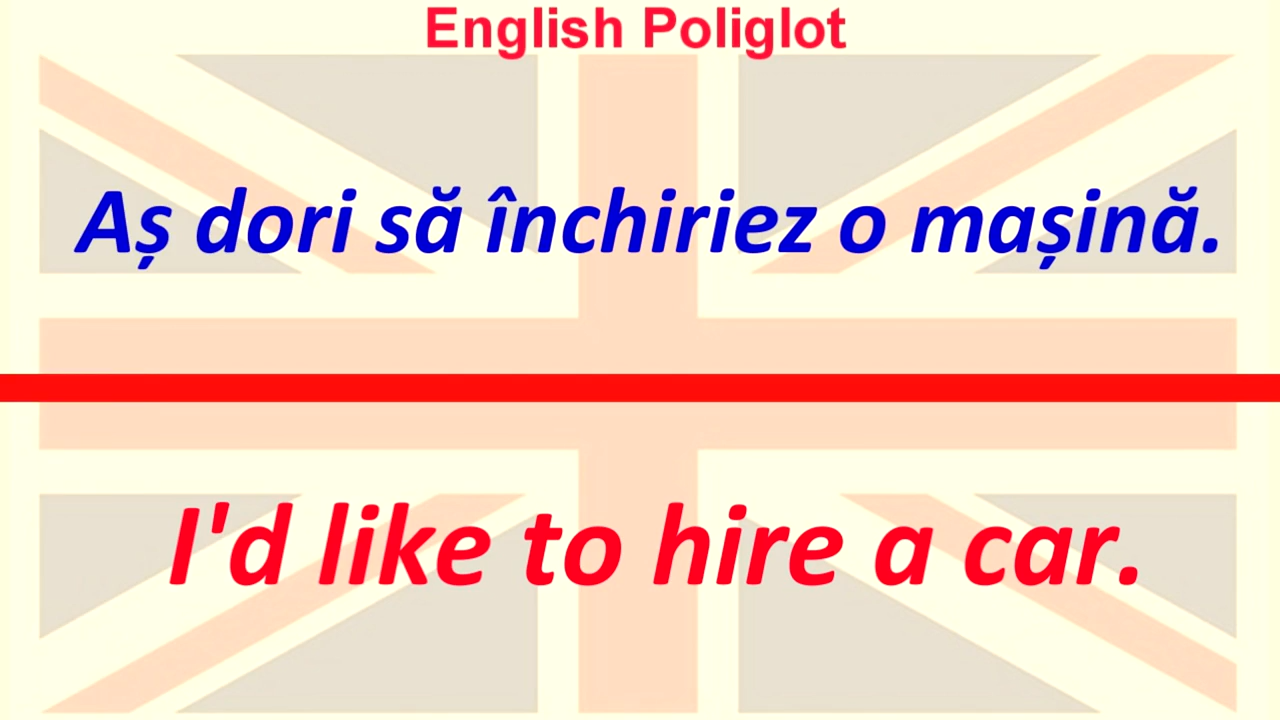 English Poliglot
Aș dori să închiriez o mașină.
I'd like to hire a car.